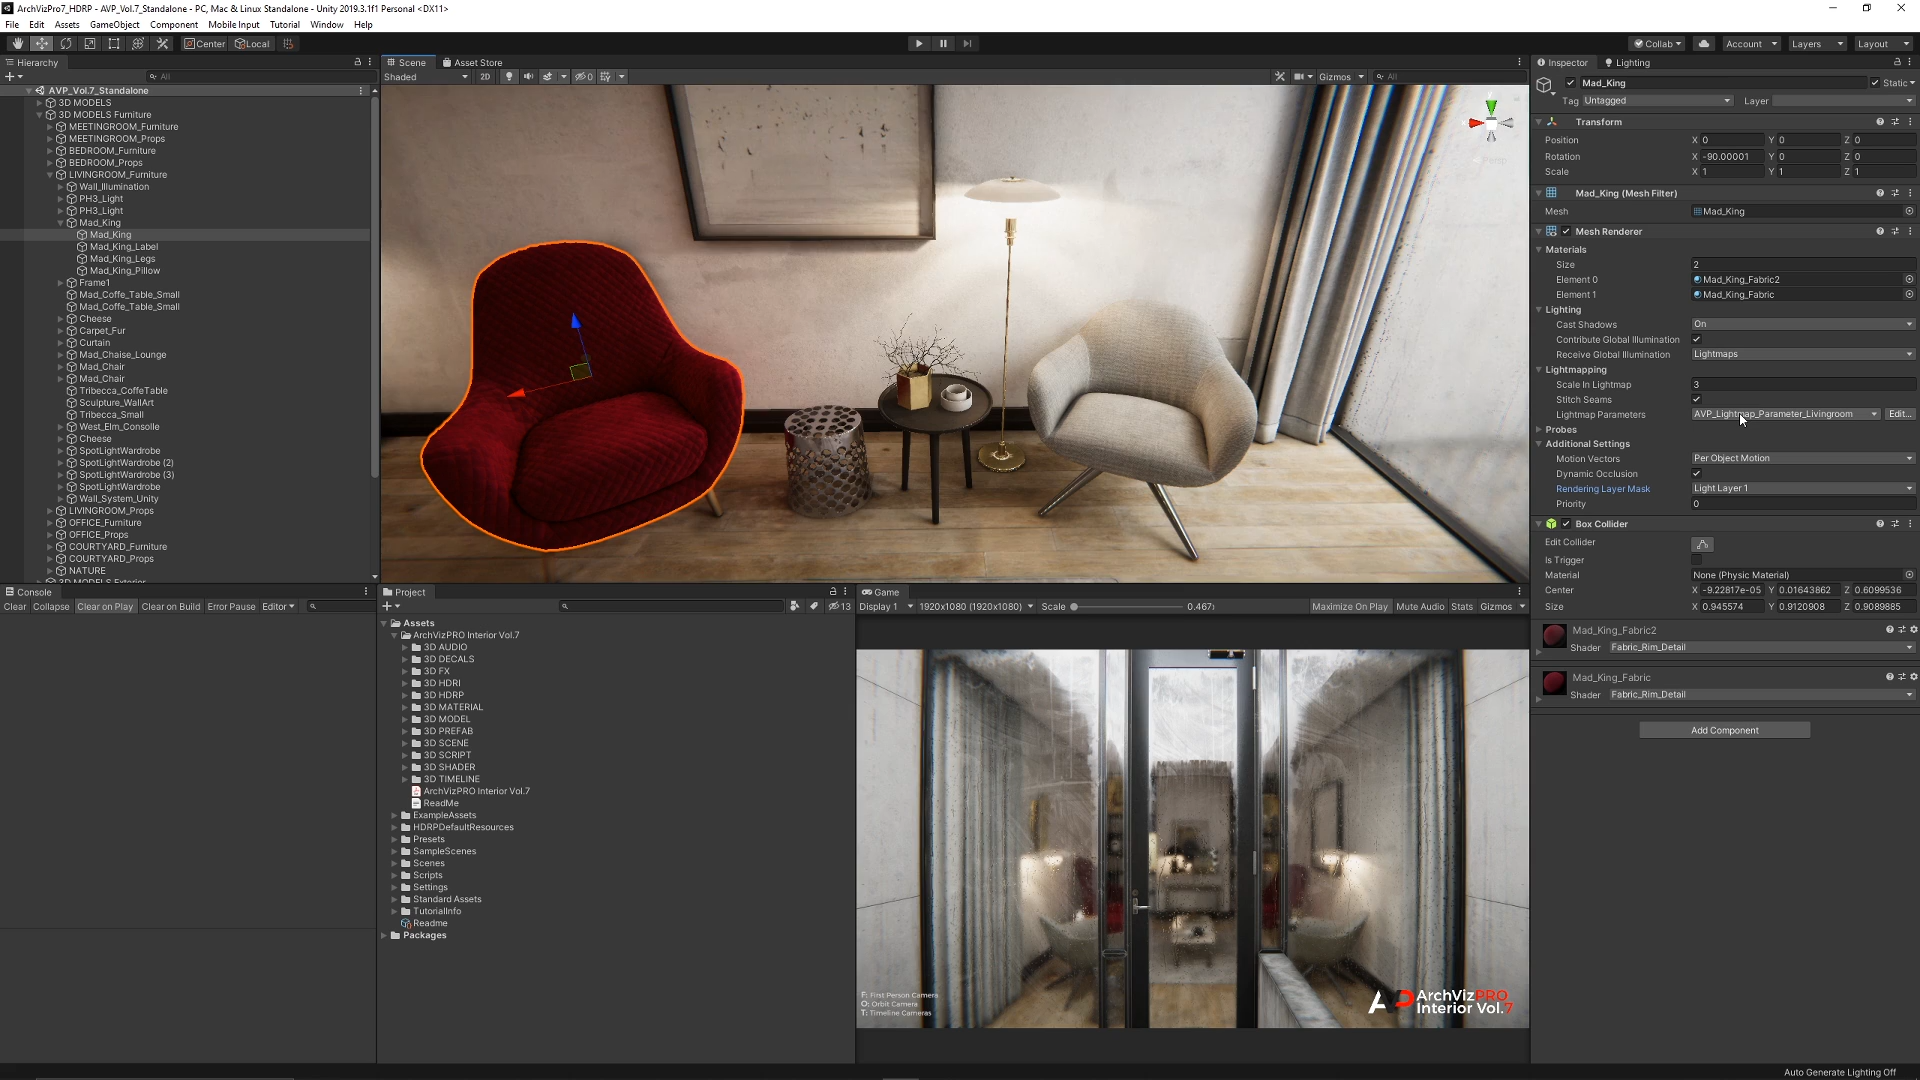 ArchVizPro7_HDRP - AVP_Vol.7_Standalone - PC, Mac & Linux Standalone - Unity 2019.3.1f1 Personal <DX11>
File Edit Assets GameObject Component Mobile Input Tutorial Window Help
Center Local
Collab Account Layers Layout
Hierarchy
All
AVP_Vol.7_Standalone
3D MODELS
3D MODELS Furniture
MEETINGROOM_Furniture
MEETINGROOM_Props
BEDROOM_Furniture
BEDROOM_Props
LIVINGROOM_Furniture
Wall_Illumination
PH3_Light
PH3_Light
Mad_King
Mad_King
Mad_King_Label
Mad_King_Legs
Mad_King_Pillow
Frame1
Mad_Coffe_Table_Small
Mad_Coffe_Table_Small
Cheese
Carpet_Fur
Curtain
Mad_Chaise_Lounge
Mad_Chair
Mad_Chair
Tribecca_CoffeTable
Sculpture_WallArt
Tribecca_Small
West_Elm_Consolle
Cheese
SpotLightWardrobe
SpotLightWardrobe (2)
SpotLightWardrobe (3)
SpotLightWardrobe
Wall_System_Unity
LIVINGROOM_Props
OFFICE_Furniture
OFFICE_Props
COURTYARD_Furniture
COURTYARD_Props
NATURE
3D MODELS Exterior
Scene Asset Store
Shaded 2D 0 Gizmos All
Persp
Inspector Lighting
Mad_King Static
Tag Untagged Layer
Transform
Position X 0 Y 0 Z 0
Rotation X -90.00001 Y 0 Z 0
Scale X 1 Y 1 Z 1
Mad_King (Mesh Filter)
Mesh Mad_King
Mesh Renderer
Materials
Size 2
Element 0 Mad_King_Fabric2
Element 1 Mad_King_Fabric
Lighting
Cast Shadows On
Contribute Global Illumination
Receive Global Illumination Lightmaps
Lightmapping
Scale In Lightmap 3
Stitch Seams
Lightmap Parameters AVP_Lightmap_Parameter_Livingroom Edit...
Probes
Additional Settings
Motion Vectors Per Object Motion
Dynamic Occlusion
Rendering Layer Mask Light Layer 1
Priority 0
Box Collider
Edit Collider
Is Trigger
Material None (Physic Material)
Center X -9.22817e-05 Y 0.01643862 Z 0.6099536
Size X 0.945574 Y 0.9120908 Z 0.9089885
Mad_King_Fabric2
Shader Fabric_Rim_Detail
Mad_King_Fabric
Shader Fabric_Rim_Detail
Add Component
Console
Clear Collapse Clear on Play Clear on Build Error Pause Editor
Project
13
Assets
ArchVizPRO Interior Vol.7
3D AUDIO
3D DECALS
3D FX
3D HDRI
3D HDRP
3D MATERIAL
3D MODEL
3D PREFAB
3D SCENE
3D SCRIPT
3D SHADER
3D TIMELINE
ArchVizPRO Interior Vol.7
ReadMe
ExampleAssets
HDRPDefaultResources
Presets
SampleScenes
Scenes
Scripts
Settings
Standard Assets
TutorialInfo
Readme
Packages
Game
Display 1 1920x1080 (1920x1080) Scale 0.467 Maximize On Play Mute Audio Stats Gizmos
F: First Person Camera
O: Orbit Camera
T: Timeline Cameras
ArchVizPRO
Interior Vol.7
Auto Generate Lighting Off